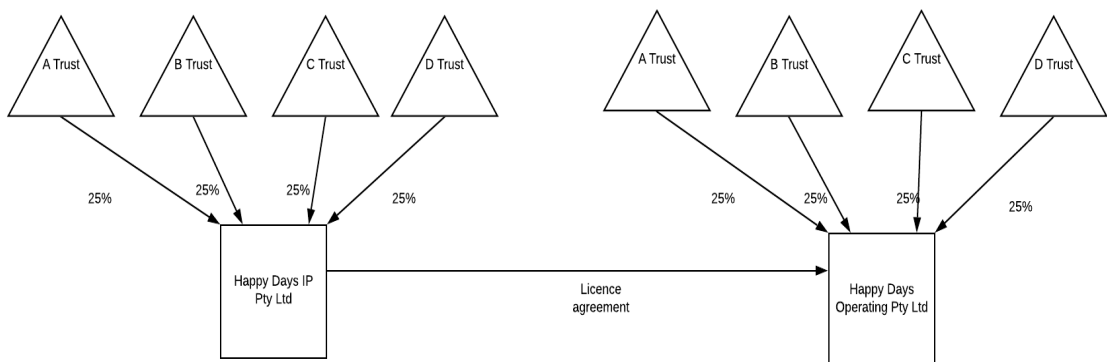 A Trust
B Trust
C Trust
D Trust
A Trust
B Trust
C Trust
D Trust
25%
25%
25%
25%
25%
25%
25%
25%
Happy Days IP
Pty Ltd
Licence
agreement
Happy Days
Operating Pty Ltd